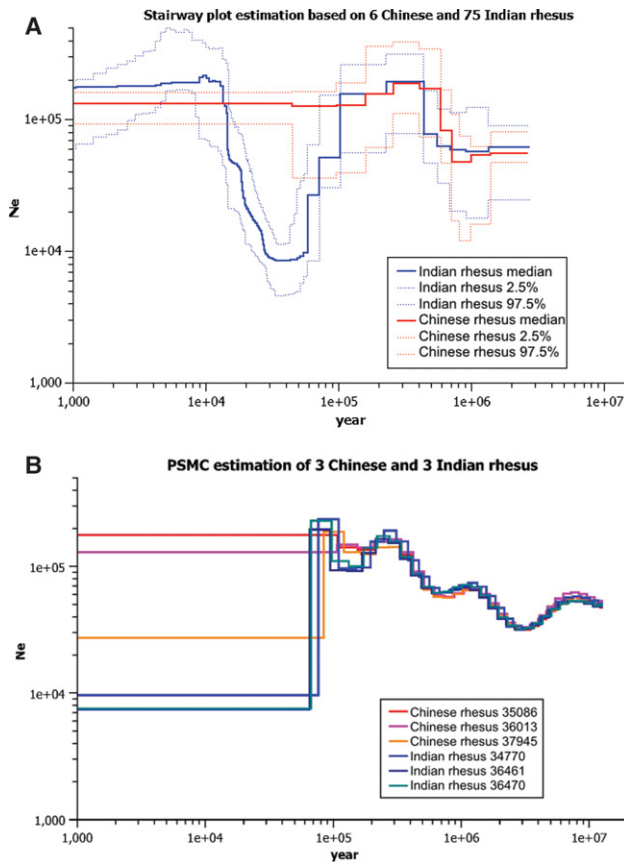 A
Stairway plot estimation based on 6 Chinese and 75 Indian rhesus
1e+05
Ne
1e+04
1,000
Indian rhesus median
Indian rhesus 2.5%
Indian rhesus 97.5%
Chinese rhesus median
Chinese rhesus 2.5%
Chinese rhesus 97.5%
1,000 1e+04 1e+05 1e+06 1e+07
year
B
PSMC estimation of 3 Chinese and 3 Indian rhesus
1e+05
Ne
1e+04
1,000
Chinese rhesus 35086
Chinese rhesus 36013
Chinese rhesus 37945
Indian rhesus 34770
Indian rhesus 36461
Indian rhesus 36470
1,000 1e+04 1e+05 1e+06 1e+07
year